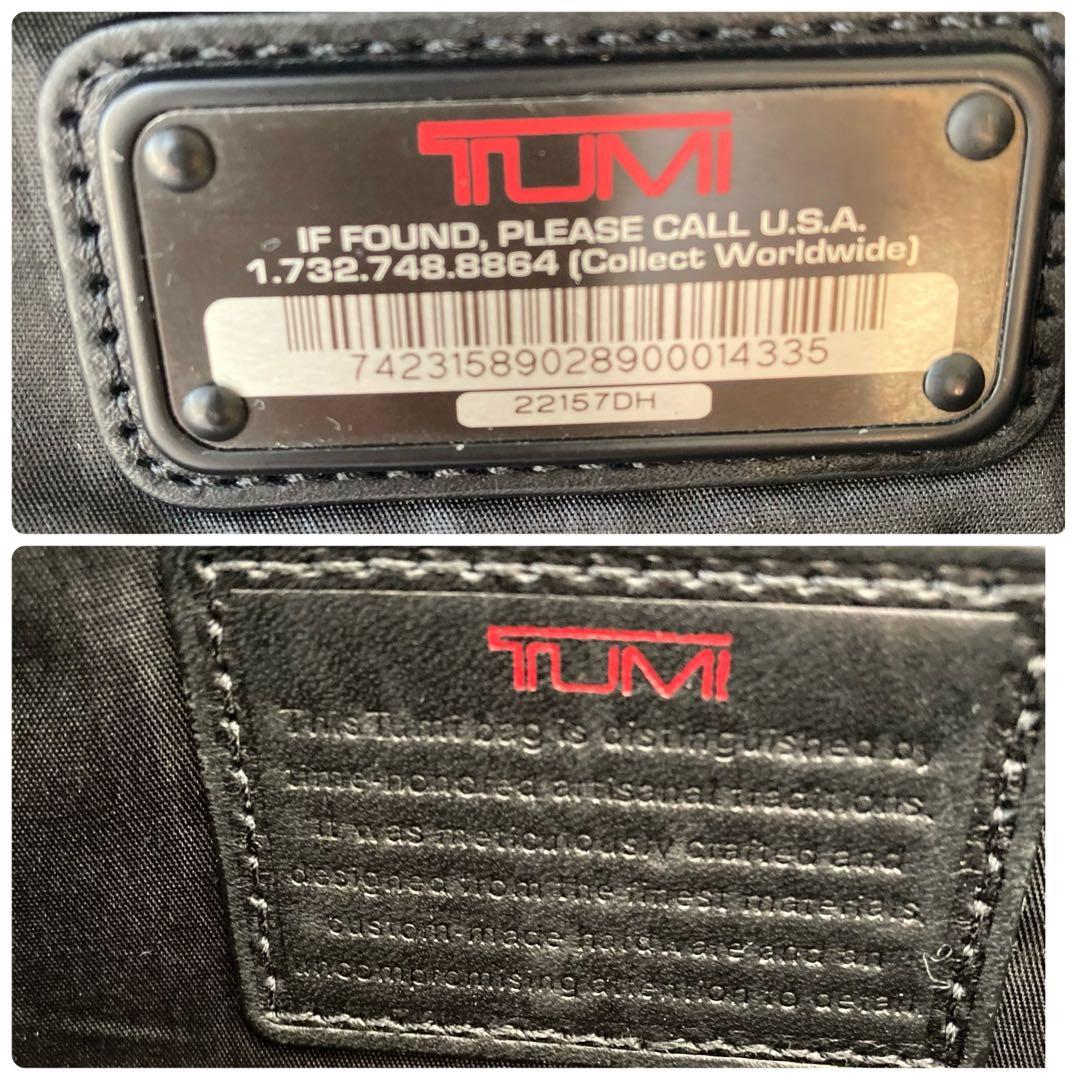 TUMI
IF FOUND, PLEASE CALL U.S.A.
1.732.748.8864 (Collect Worldwide)
74231589028900014335
22157DH
TUMI
This Tumi bag is distinguished by
time-honored artisanal traditions
It was meticulously crafted and
designed from the finest materials
custom-made hardware and an
uncompromising attention to detail